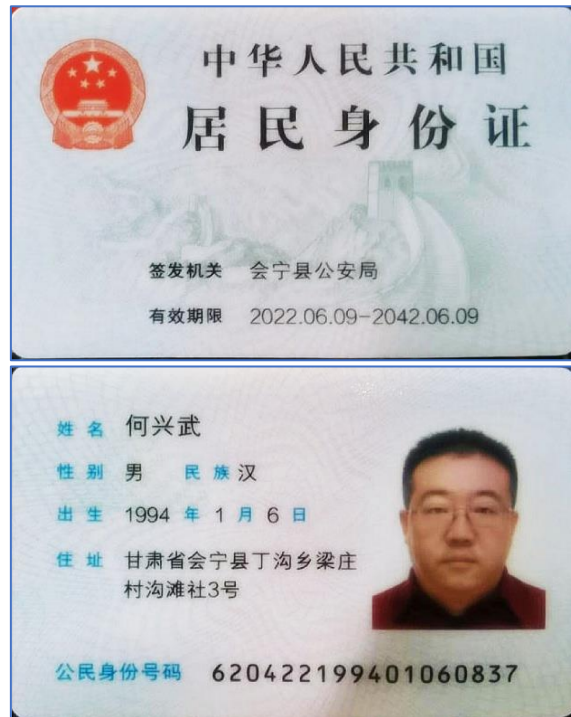 中华人民共和国
居民身份证
签发机关 会宁县公安局
有效期限 2022.06.09-2042.06.09
姓名 何兴武
性别 男 民族 汉
出生 1994 年 1 月 6 日
住址 甘肃省会宁县丁沟乡梁庄
村沟滩社3号
公民身份号码 620422199401060837